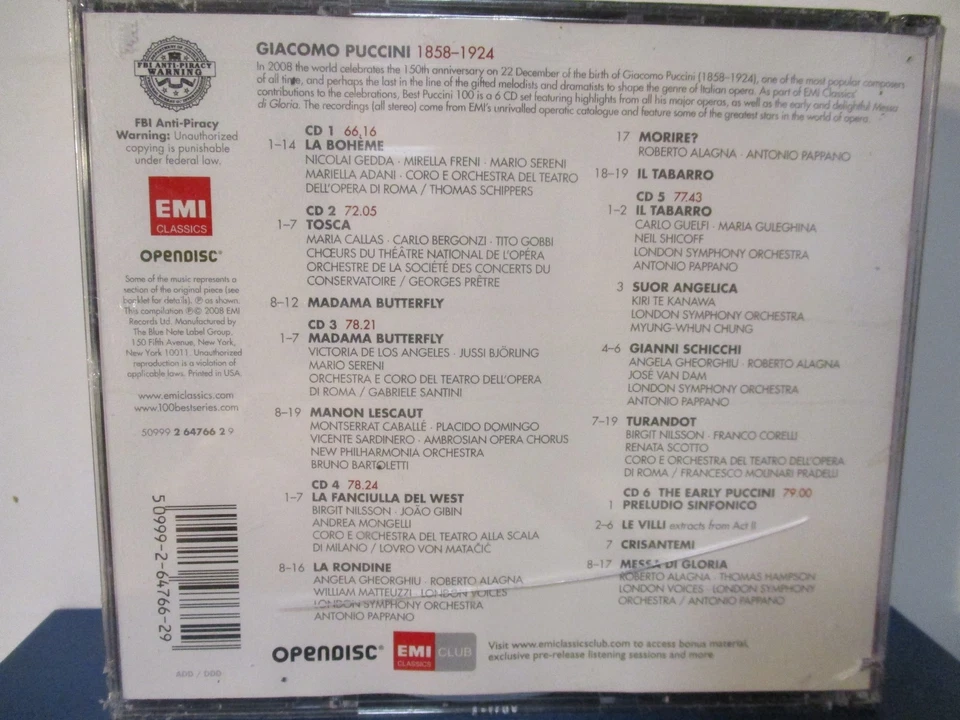 FBI ANTI-PIRACY
WARNING
FBI Anti-Piracy
Warning: Unauthorized
copying is punishable
under federal law.
EMI
CLASSICS
OPENDISC®
Some of the music represents a
section of the original piece (see
booklet for details). ℗ as shown.
This compilation ℗© 2008 EMI
Records Ltd. Manufactured by
The Blue Note Label Group,
150 Fifth Avenue, New York,
New York 10011. Unauthorized
reproduction is a violation of
applicable laws. Printed in USA.
www.emiclassics.com
www.100bestseries.com
50999 2 64766 2 9
50999-2-64766-29
ADD / DDD
GIACOMO PUCCINI 1858–1924
In 2008 the world celebrates the 150th anniversary on 22 December of the birth of Giacomo Puccini (1858–1924), one of the most popular composers
of all time, and perhaps the last in the line of the gifted melodists and dramatists to shape the genre of Italian opera. As part of EMI Classics'
contributions to the celebrations, Best Puccini 100 is a 6 CD set featuring highlights from all his major operas, as well as the early and delightful Messa
di Gloria. The recordings (all stereo) come from EMI's unrivalled operatic catalogue and feature some of the greatest stars in the world of opera.
CD 1 66.16
1–14 LA BOHÈME
NICOLAI GEDDA · MIRELLA FRENI · MARIO SERENI
MARIELLA ADANI · CORO E ORCHESTRA DEL TEATRO
DELL'OPERA DI ROMA / THOMAS SCHIPPERS
CD 2 72.05
1–7 TOSCA
MARIA CALLAS · CARLO BERGONZI · TITO GOBBI
CHŒURS DU THÉÂTRE NATIONAL DE L'OPÉRA
ORCHESTRE DE LA SOCIÉTÉ DES CONCERTS DU
CONSERVATOIRE / GEORGES PRÊTRE
8–12 MADAMA BUTTERFLY
CD 3 78.21
1–7 MADAMA BUTTERFLY
VICTORIA DE LOS ANGELES · JUSSI BJÖRLING
MARIO SERENI
ORCHESTRA E CORO DEL TEATRO DELL'OPERA
DI ROMA / GABRIELE SANTINI
8–19 MANON LESCAUT
MONTSERRAT CABALLÉ · PLACIDO DOMINGO
VICENTE SARDINERO · AMBROSIAN OPERA CHORUS
NEW PHILHARMONIA ORCHESTRA
BRUNO BARTOLETTI
CD 4 78.24
1–7 LA FANCIULLA DEL WEST
BIRGIT NILSSON · JOÃO GIBIN
ANDREA MONGELLI
CORO E ORCHESTRA DEL TEATRO ALLA SCALA
DI MILANO / LOVRO VON MATAČIĆ
8–16 LA RONDINE
ANGELA GHEORGHIU · ROBERTO ALAGNA
WILLIAM MATTEUZZI · LONDON VOICES
LONDON SYMPHONY ORCHESTRA
ANTONIO PAPPANO
17 MORIRE?
ROBERTO ALAGNA · ANTONIO PAPPANO
18–19 IL TABARRO
CD 5 77.43
1–2 IL TABARRO
CARLO GUELFI · MARIA GULEGHINA
NEIL SHICOFF
LONDON SYMPHONY ORCHESTRA
ANTONIO PAPPANO
3 SUOR ANGELICA
KIRI TE KANAWA
LONDON SYMPHONY ORCHESTRA
MYUNG-WHUN CHUNG
4–6 GIANNI SCHICCHI
ANGELA GHEORGHIU · ROBERTO ALAGNA
JOSÉ VAN DAM
LONDON SYMPHONY ORCHESTRA
ANTONIO PAPPANO
7–19 TURANDOT
BIRGIT NILSSON · FRANCO CORELLI
RENATA SCOTTO
CORO E ORCHESTRA DEL TEATRO DELL'OPERA
DI ROMA / FRANCESCO MOLINARI PRADELLI
CD 6 THE EARLY PUCCINI 79.00
1 PRELUDIO SINFONICO
2–6 LE VILLI extracts from Act II
7 CRISANTEMI
8–17 MESSA DI GLORIA
ROBERTO ALAGNA · THOMAS HAMPSON
LONDON VOICES · LONDON SYMPHONY
ORCHESTRA / ANTONIO PAPPANO
OPENDISC®
EMI CLUB
CLASSICS
Visit www.emiclassicsclub.com to access bonus material,
exclusive pre-release listening sessions and more